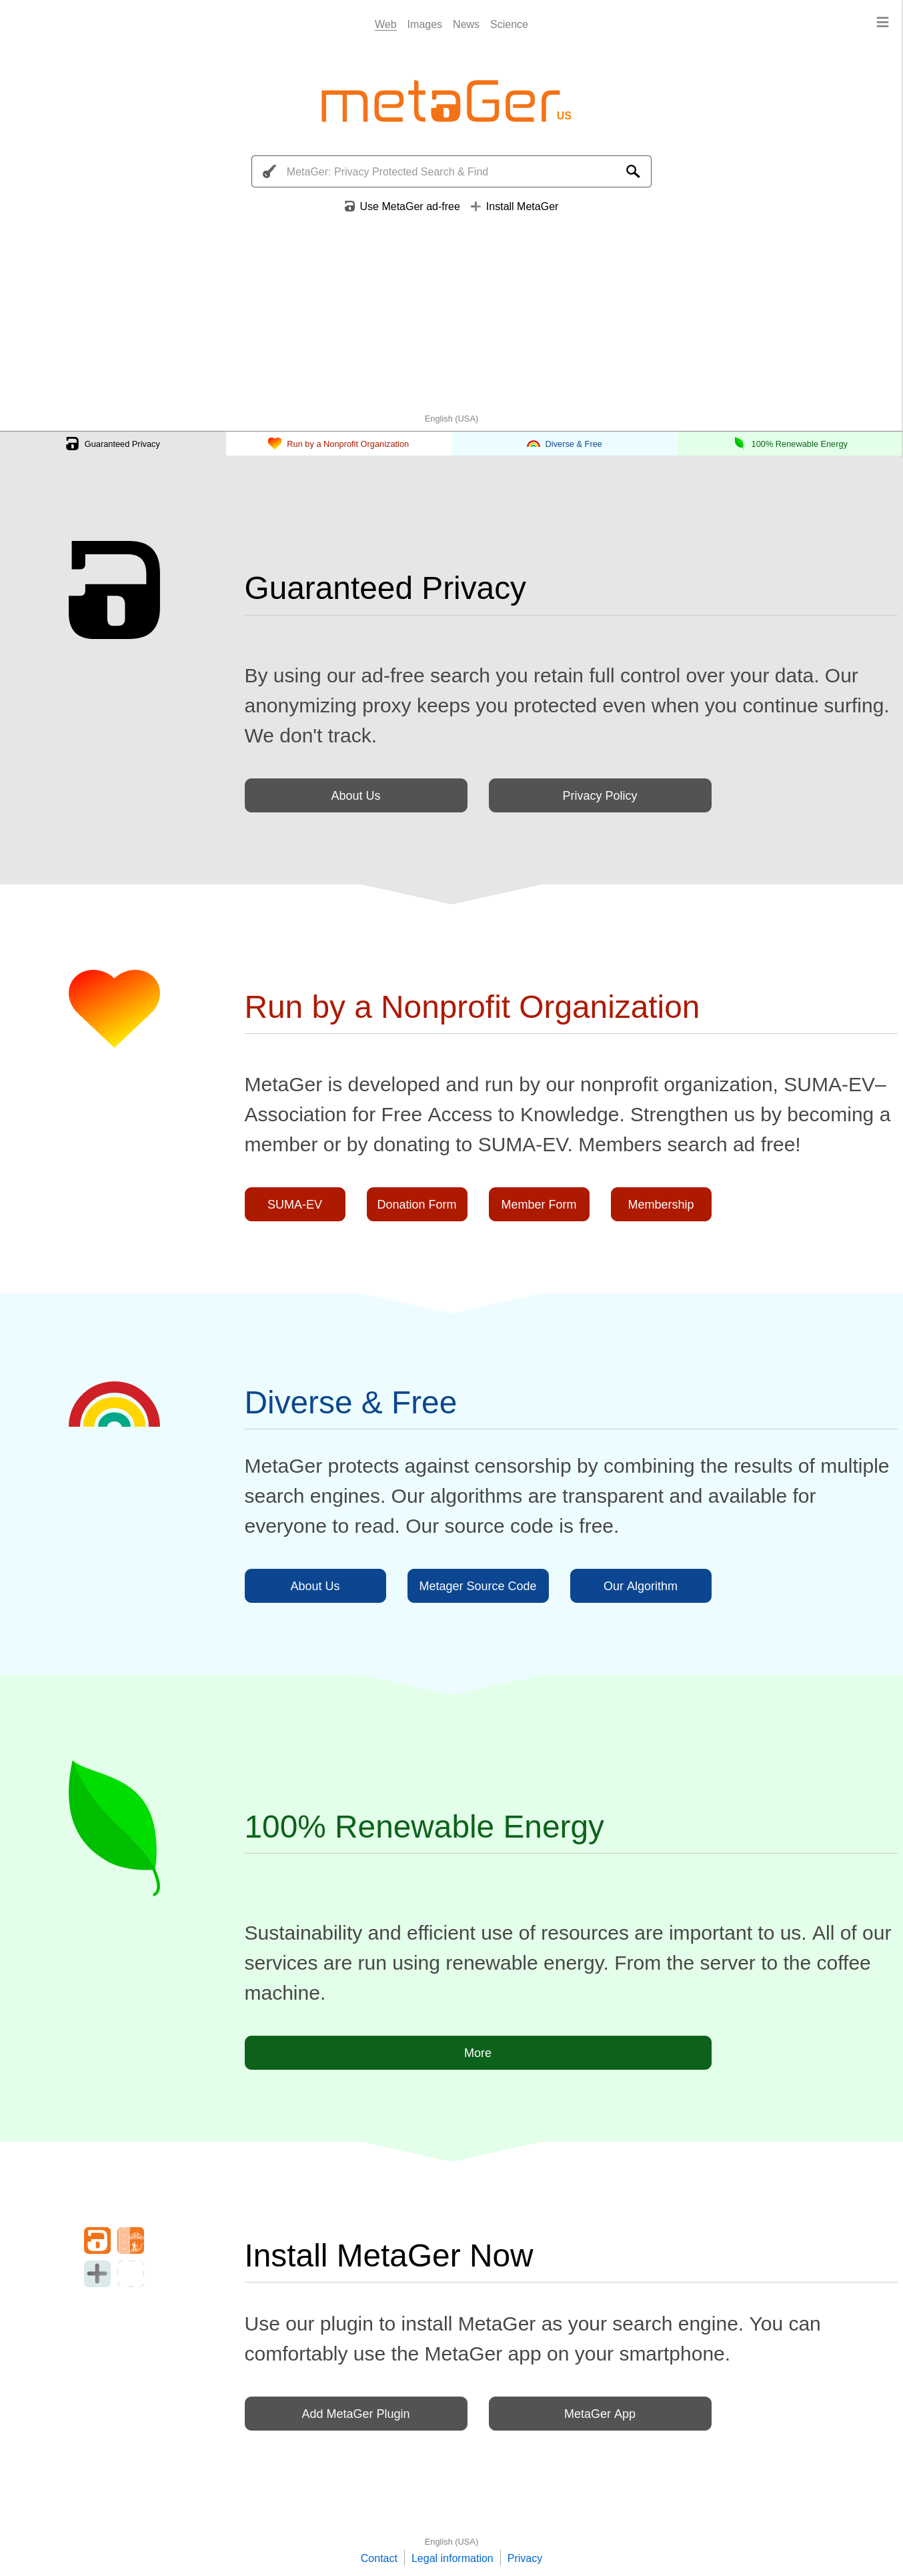 Web Images News Science
metaGer US
MetaGer: Privacy Protected Search & Find
Use MetaGer ad-free Install MetaGer
English (USA)
Guaranteed Privacy Run by a Nonprofit Organization Diverse & Free 100% Renewable Energy
Guaranteed Privacy
By using our ad-free search you retain full control over your data. Our
anonymizing proxy keeps you protected even when you continue surfing.
We don't track.
About Us Privacy Policy
Run by a Nonprofit Organization
MetaGer is developed and run by our nonprofit organization, SUMA-EV–
Association for Free Access to Knowledge. Strengthen us by becoming a
member or by donating to SUMA-EV. Members search ad free!
SUMA-EV Donation Form Member Form Membership
Diverse & Free
MetaGer protects against censorship by combining the results of multiple
search engines. Our algorithms are transparent and available for
everyone to read. Our source code is free.
About Us Metager Source Code Our Algorithm
100% Renewable Energy
Sustainability and efficient use of resources are important to us. All of our
services are run using renewable energy. From the server to the coffee
machine.
More
Install MetaGer Now
Use our plugin to install MetaGer as your search engine. You can
comfortably use the MetaGer app on your smartphone.
Add MetaGer Plugin MetaGer App
English (USA)
Contact Legal information Privacy